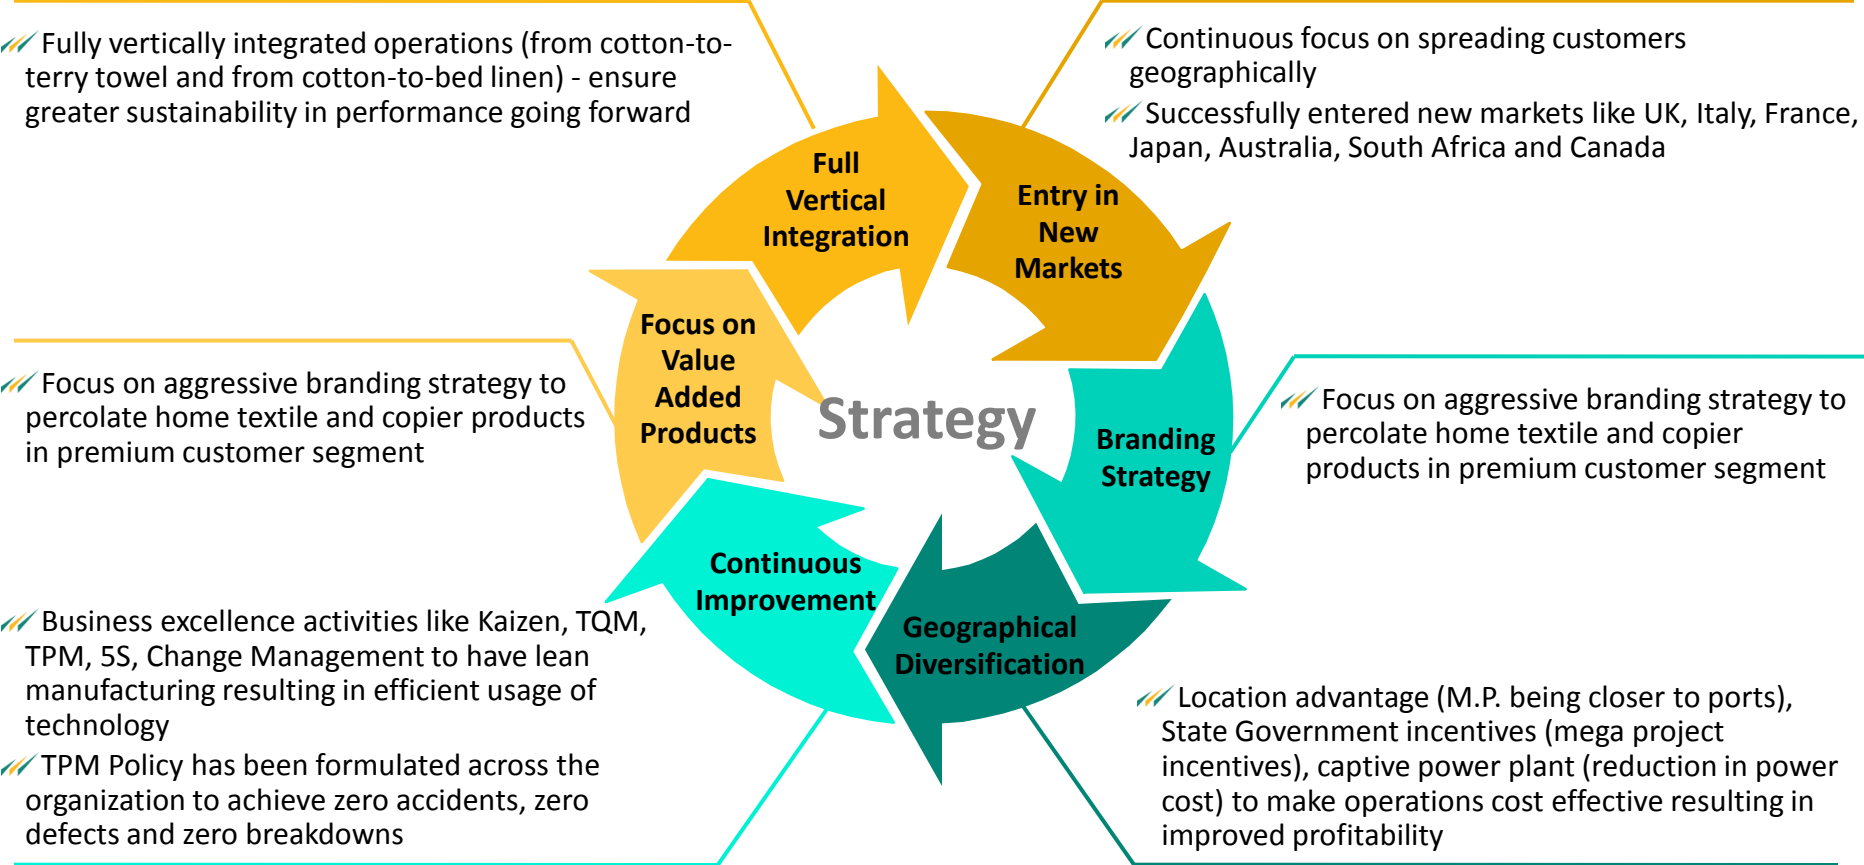 Fully vertically integrated operations (from cotton-to-
terry towel and from cotton-to-bed linen) - ensure
greater sustainability in performance going forward
Continuous focus on spreading customers
geographically
Successfully entered new markets like UK, Italy, France,
Japan, Australia, South Africa and Canada
Full
Vertical
Integration
Entry in
New
Markets
Focus on
Value
Added
Products
Strategy
Branding
Strategy
Focus on aggressive branding strategy to
percolate home textile and copier products
in premium customer segment
Focus on aggressive branding strategy to
percolate home textile and copier
products in premium customer segment
Continuous
Improvement
Geographical
Diversification
Business excellence activities like Kaizen, TQM,
TPM, 5S, Change Management to have lean
manufacturing resulting in efficient usage of
technology
TPM Policy has been formulated across the
organization to achieve zero accidents, zero
defects and zero breakdowns
Location advantage (M.P. being closer to ports),
State Government incentives (mega project
incentives), captive power plant (reduction in power
cost) to make operations cost effective resulting in
improved profitability